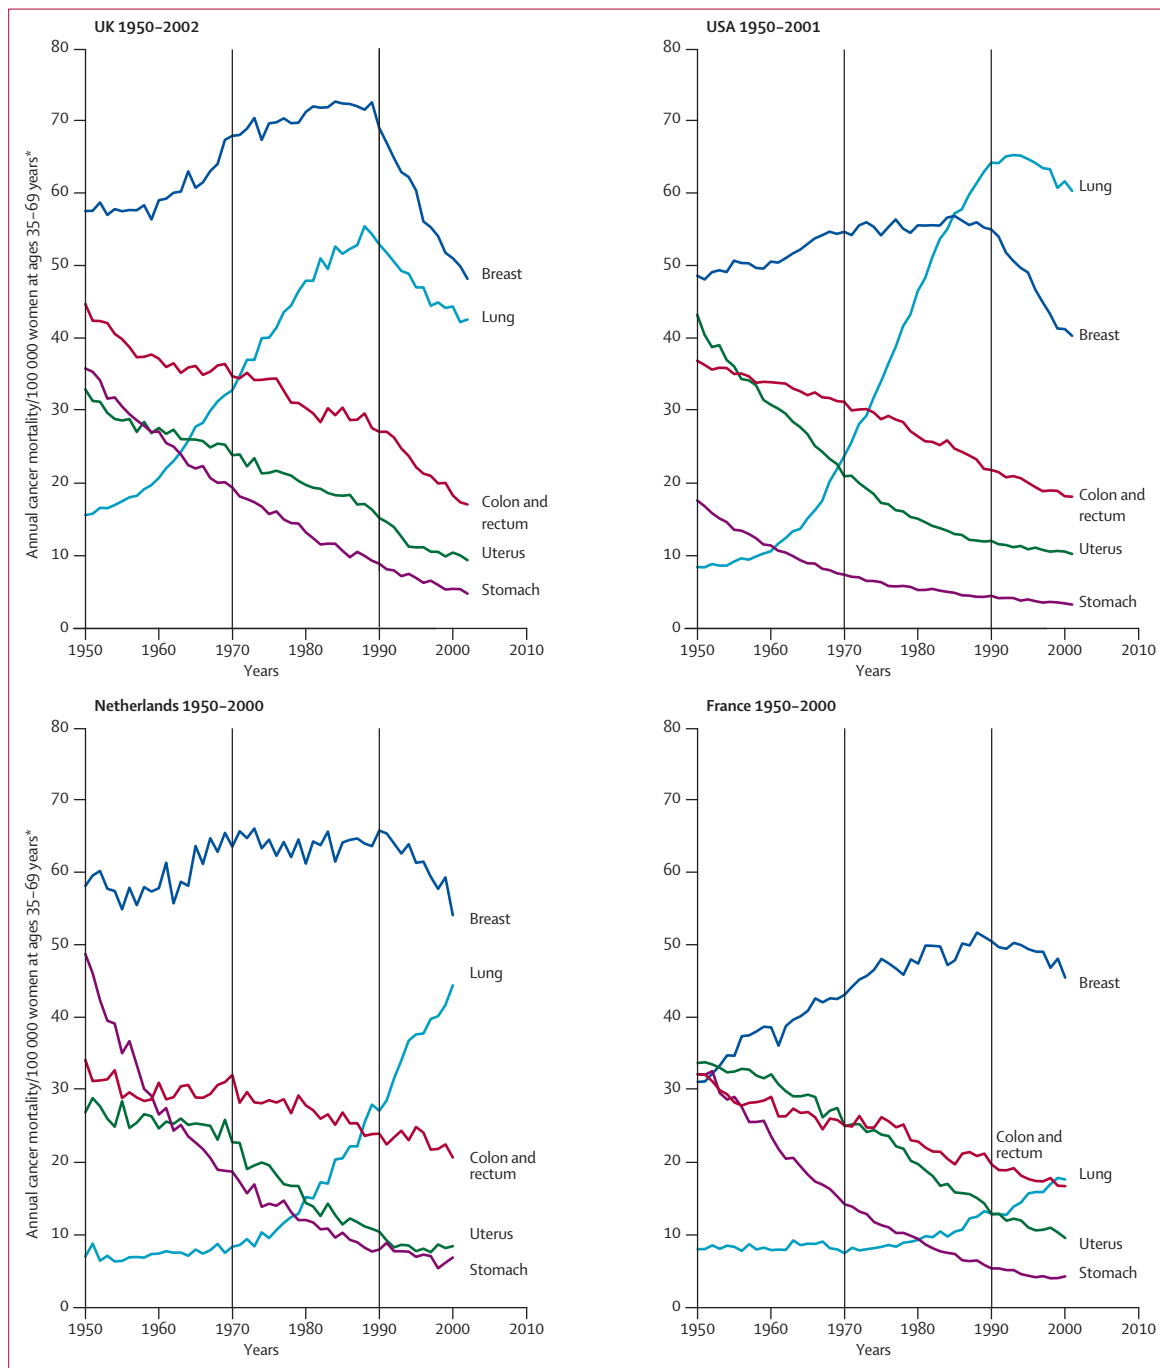 UK 1950–2002
80
70
60
50
40
30
20
10
0
Annual cancer mortality/100 000 women at ages 35–69 years*
Breast
Lung
Colon and
rectum
Uterus
Stomach
1950 1960 1970 1980 1990 2000 2010
Years
USA 1950–2001
80
70
60
50
40
30
20
10
0
Lung
Breast
Colon and
rectum
Uterus
Stomach
1950 1960 1970 1980 1990 2000 2010
Years
Netherlands 1950–2000
80
70
60
50
40
30
20
10
0
Annual cancer mortality/100 000 women at ages 35–69 years*
Breast
Lung
Colon and
rectum
Uterus
Stomach
1950 1960 1970 1980 1990 2000 2010
Years
France 1950–2000
80
70
60
50
40
30
20
10
0
Breast
Colon and
rectum
Lung
Uterus
Stomach
1950 1960 1970 1980 1990 2000 2010
Years